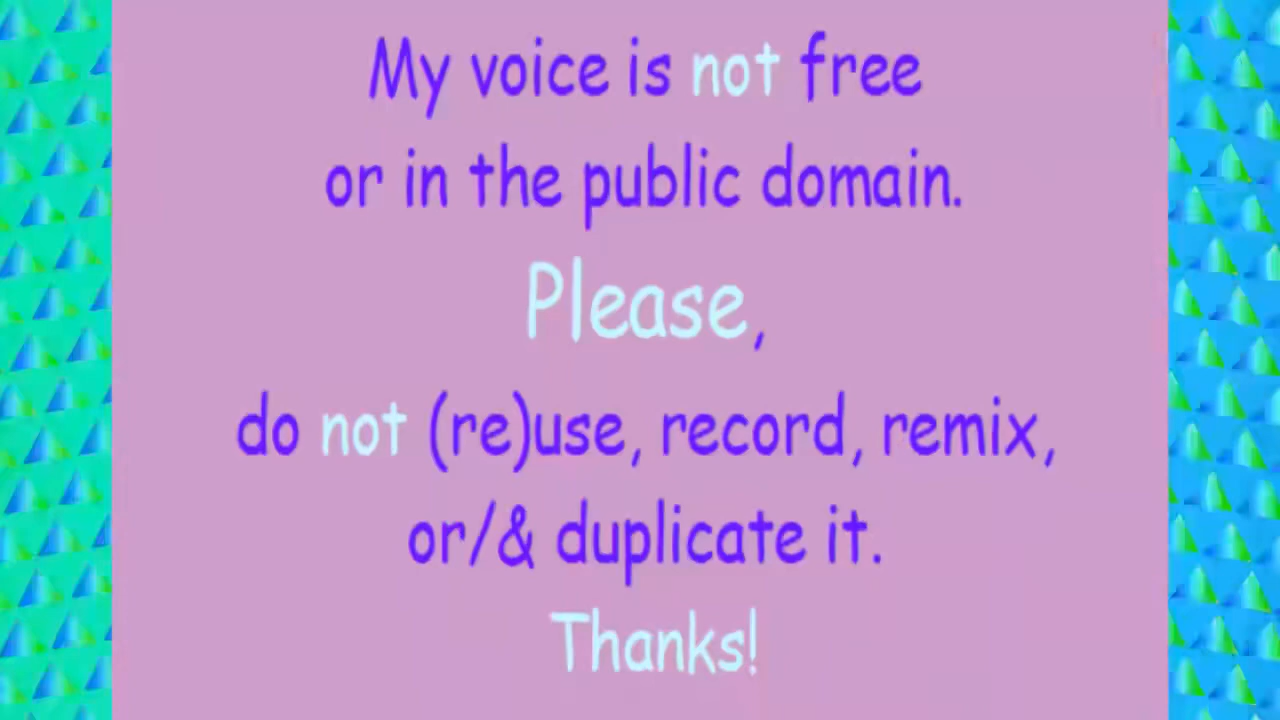 My voice is not free
or in the public domain.
Please,
do not (re)use, record, remix,
or/& duplicate it.
Thanks!